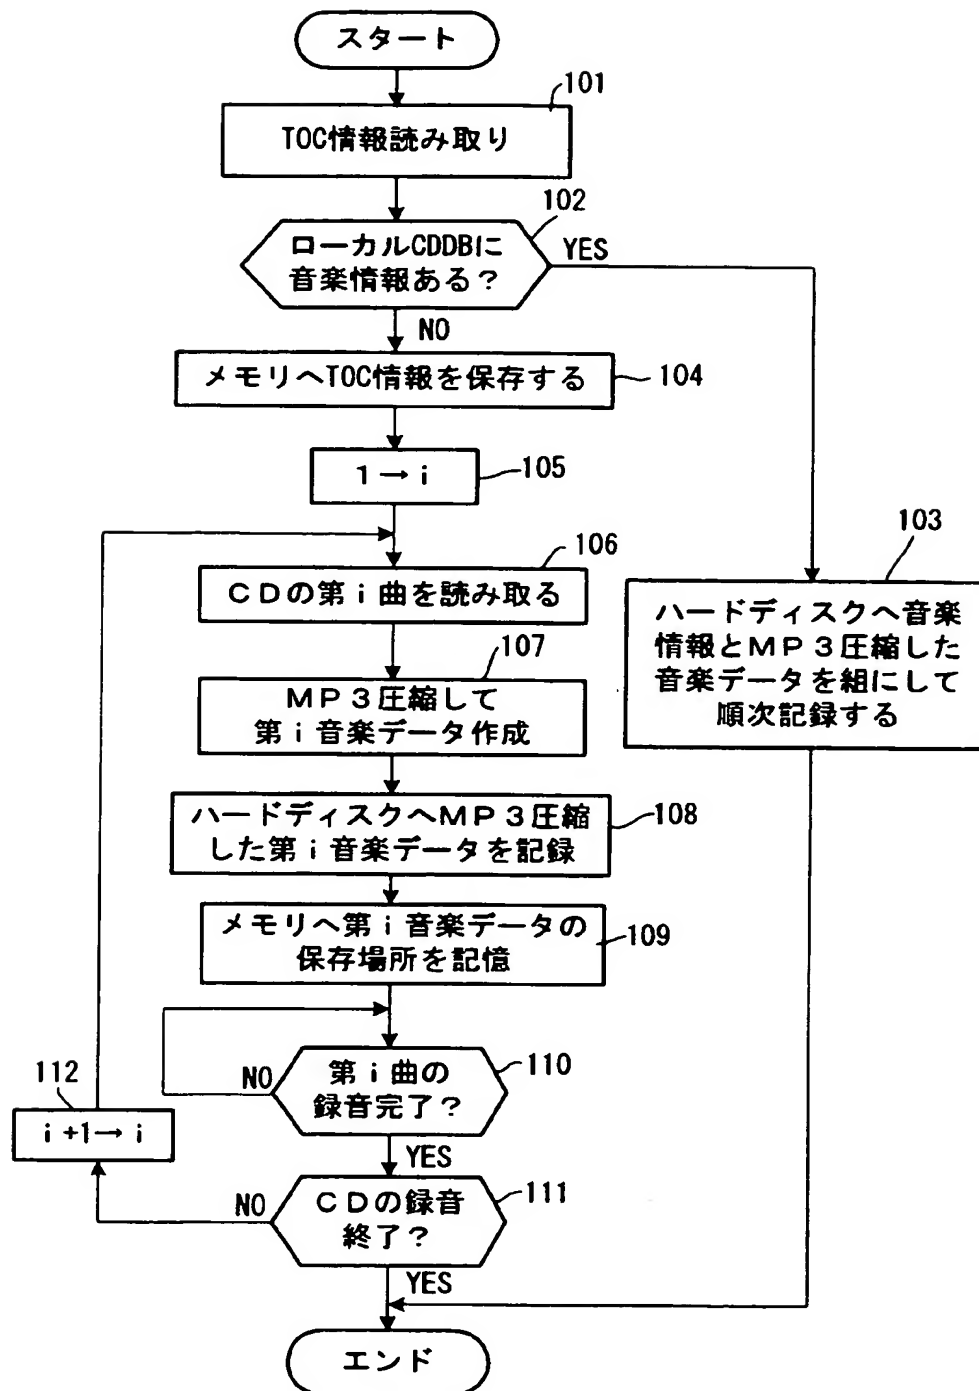 スタート
101
TOC情報読み取り
102
ローカルCDDBに
音楽情報ある?
YES
NO
メモリへTOC情報を保存する
104
1→i
105
106
CDの第i曲を読み取る
103
ハードディスクへ音楽
情報とMP3圧縮した
音楽データを組にして
順次記録する
107
MP3圧縮して
第i音楽データ作成
ハードディスクへMP3圧縮
した第i音楽データを記録
108
メモリへ第i音楽データの
保存場所を記憶
109
第i曲の
録音完了?
110
NO
YES
112
i+1→i
CDの録音
終了?
111
NO
YES
エンド